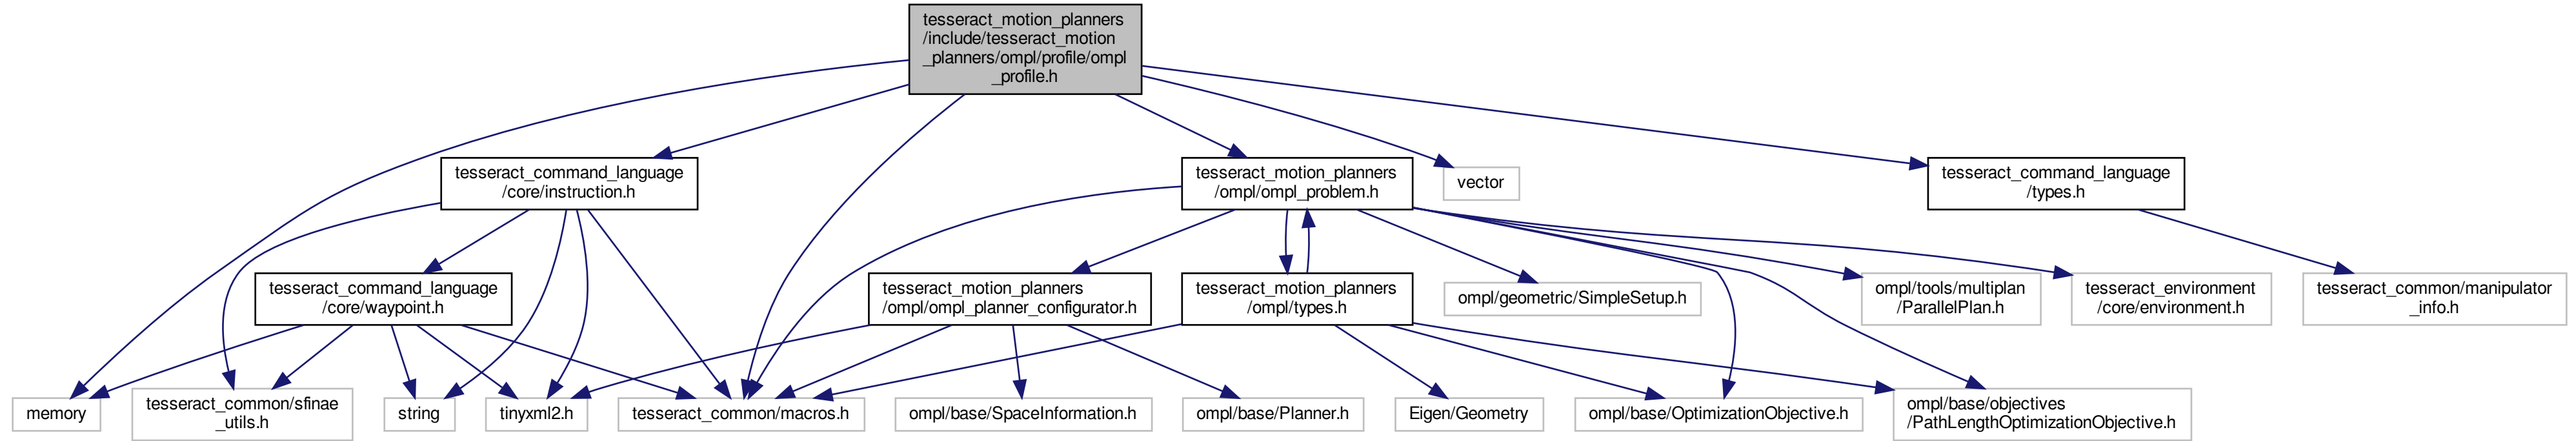 tesseract_motion_planners
/include/tesseract_motion
_planners/ompl/profile/ompl
_profile.h
tesseract_command_language
/core/instruction.h
tesseract_motion_planners
/ompl/ompl_problem.h
vector
tesseract_command_language
/types.h
tesseract_command_language
/core/waypoint.h
tesseract_motion_planners
/ompl/ompl_planner_configurator.h
tesseract_motion_planners
/ompl/types.h
ompl/geometric/SimpleSetup.h
ompl/tools/multiplan
/ParallelPlan.h
tesseract_environment
/core/environment.h
tesseract_common/manipulator
_info.h
memory
tesseract_common/sfinae
_utils.h
string
tinyxml2.h
tesseract_common/macros.h
ompl/base/SpaceInformation.h
ompl/base/Planner.h
Eigen/Geometry
ompl/base/OptimizationObjective.h
ompl/base/objectives
/PathLengthOptimizationObjective.h